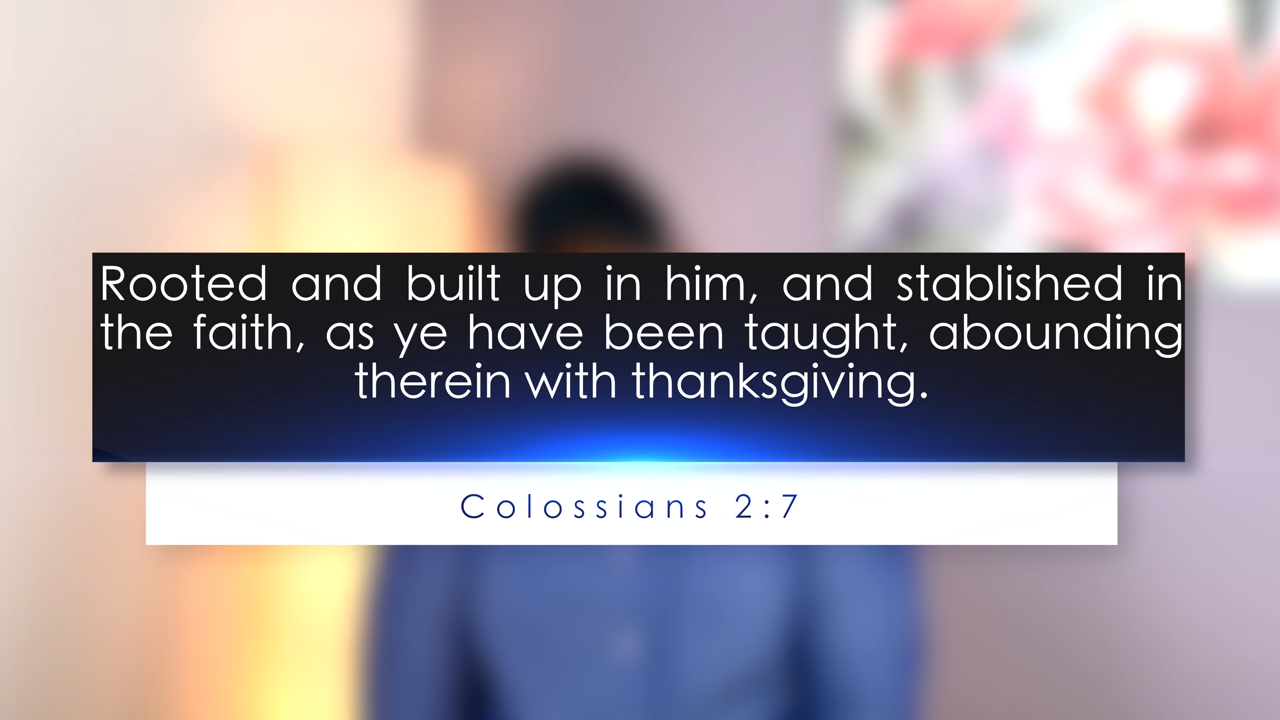 Rooted and built up in him, and stablished in
the faith, as ye have been taught, abounding
therein with thanksgiving.
Colossians 2:7